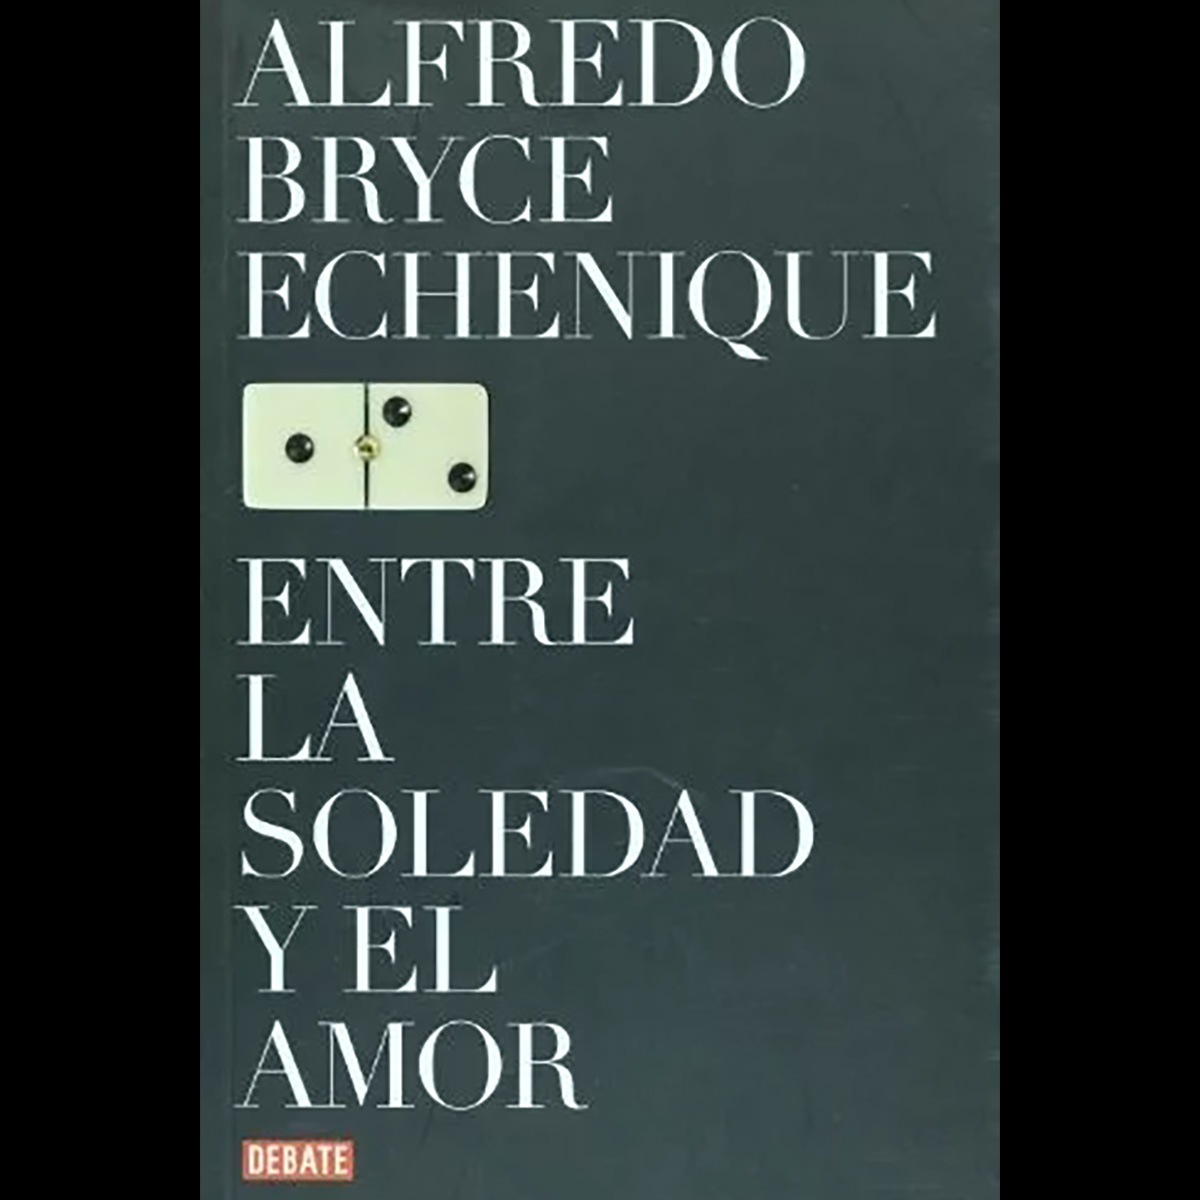 ALFREDO
BRYCE
ECHENIQUE
ENTRE
LA
SOLEDAD
Y EL
AMOR
DEBATE